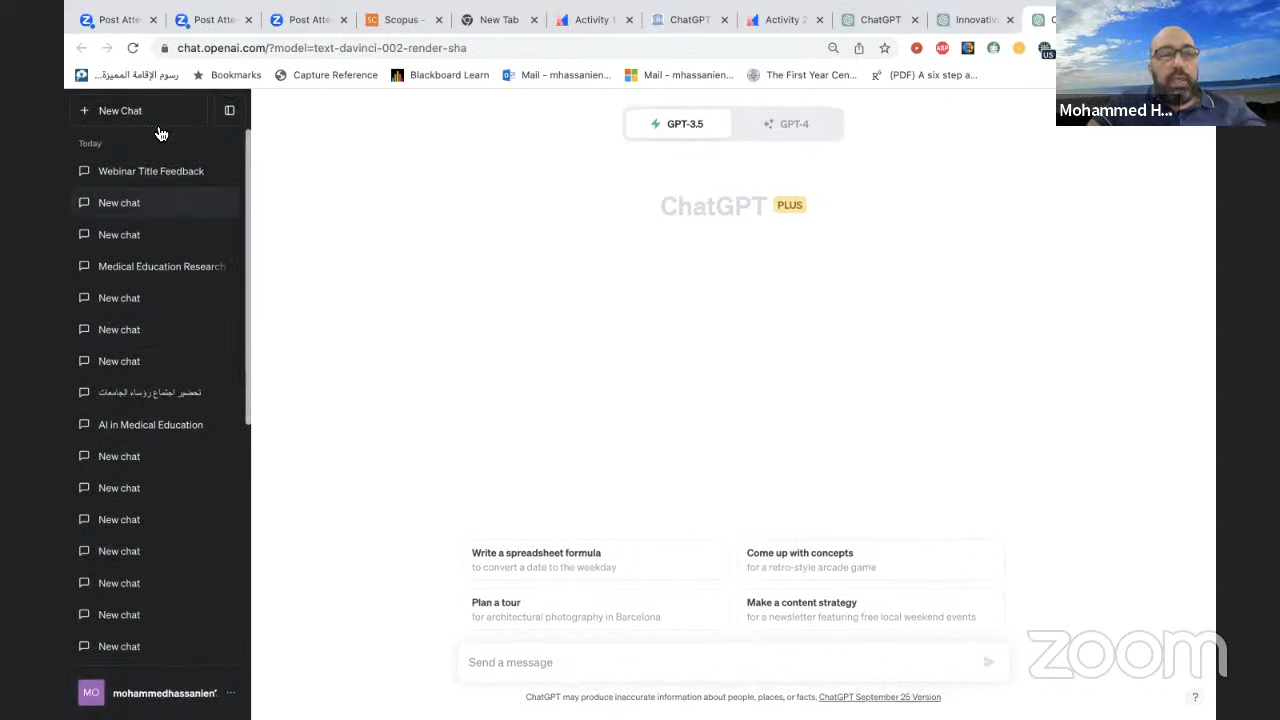 Post Atte
Post Atte
Post Atte
Scopus -
New Tab
Activity 1
ChatGPT
Activity 2
ChatGPT
Innovativ
chat.openai.com/?model=text-davinci-002-render-sha
ABP
US
رسوم الإقامة المميزة...
Bookmarks
Capture Reference
Blackboard Learn
Mail - mhassanien...
Mail - mhassanien...
The First Year Cen...
(PDF) A six step a...
Mohammed H...
+ New Chat
Today
Webinar Title Feedback
New chat
New chat
Medical Education Research
New chat
New chat
New chat
تحضير اجتماع رؤساء الجامعات
AI in Medical Education
New chat
New chat
New chat
New chat
New chat
New chat
New chat
MO
mohammedhassanien
...
GPT-3.5
GPT-4
ChatGPT PLUS
Write a spreadsheet formula
to convert a date to the weekday
Come up with concepts
for a retro-style arcade game
Plan a tour
for architectural photography in Barcelona
Make a content strategy
for a newsletter featuring free local weekend events
Send a message
ChatGPT may produce inaccurate information about people, places, or facts. ChatGPT September 25 Version
?
zoom